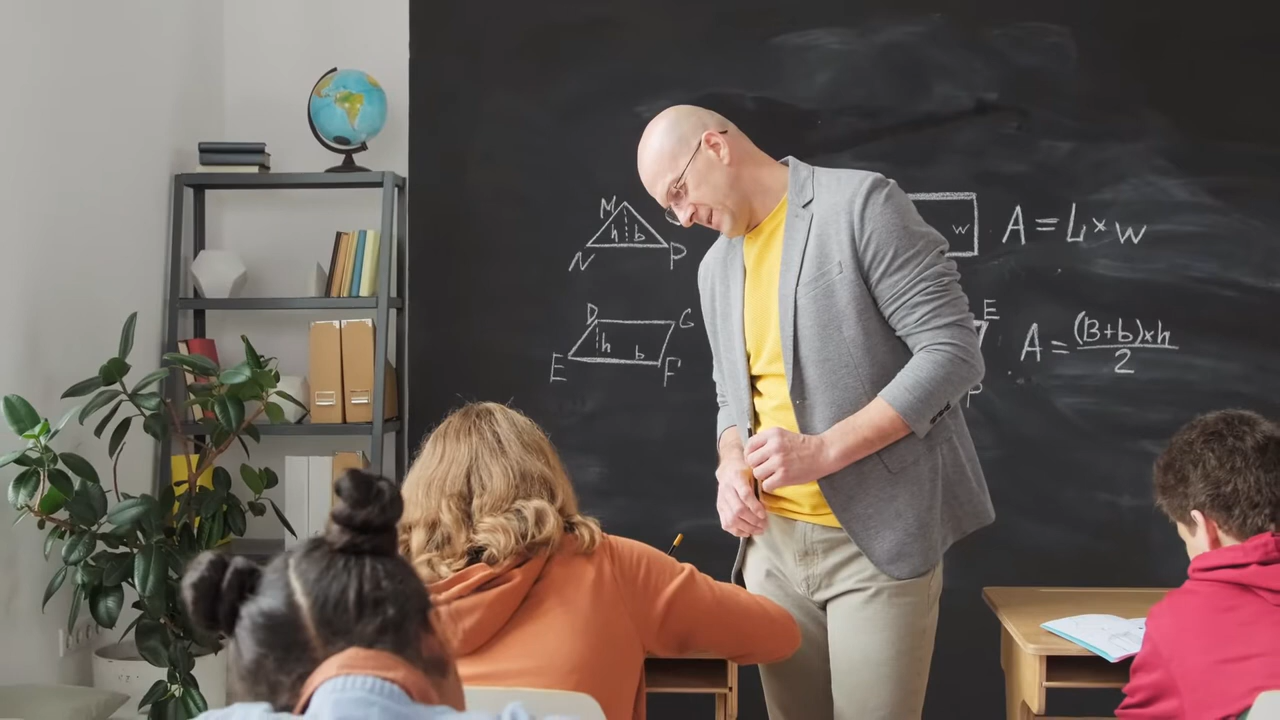 M
h b
N P
w
A = L × w
D G
h b
E F
E
A = (B+b)×h / 2
P